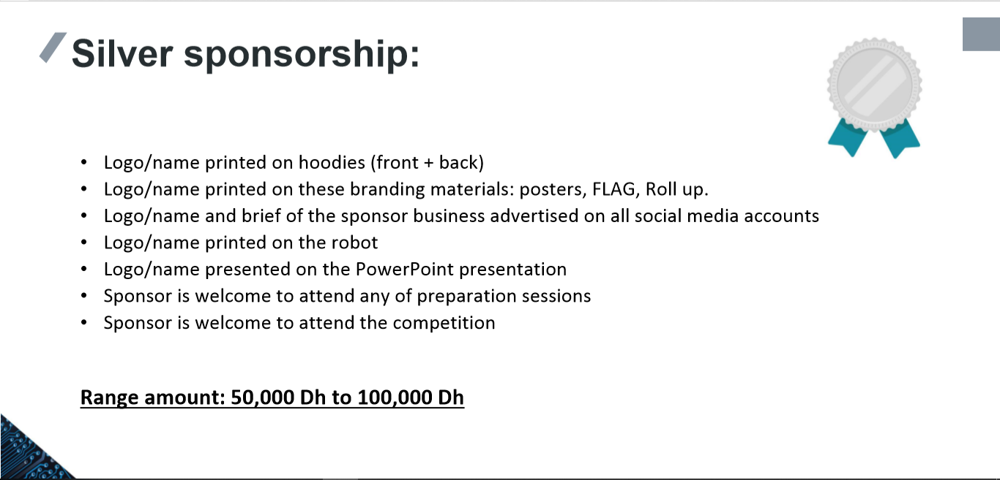 Silver sponsorship:
• Logo/name printed on hoodies (front + back)
• Logo/name printed on these branding materials: posters, FLAG, Roll up.
• Logo/name and brief of the sponsor business advertised on all social media accounts
• Logo/name printed on the robot
• Logo/name presented on the PowerPoint presentation
• Sponsor is welcome to attend any of preparation sessions
• Sponsor is welcome to attend the competition
Range amount: 50,000 Dh to 100,000 Dh